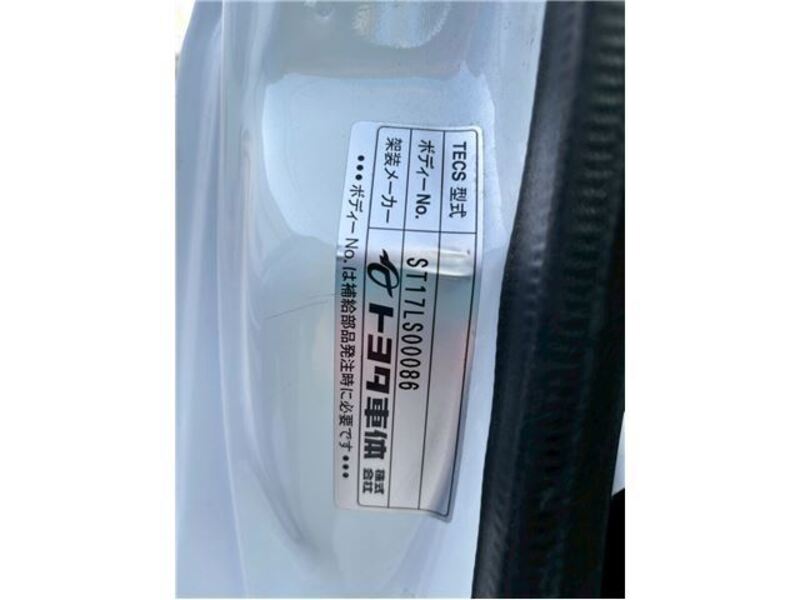 TECS 型式
ボディーNo. ST17LS00086
架装メーカー トヨタ車体 株式会社
●●●ボディーNo.は補給部品発注時に必要です●●●